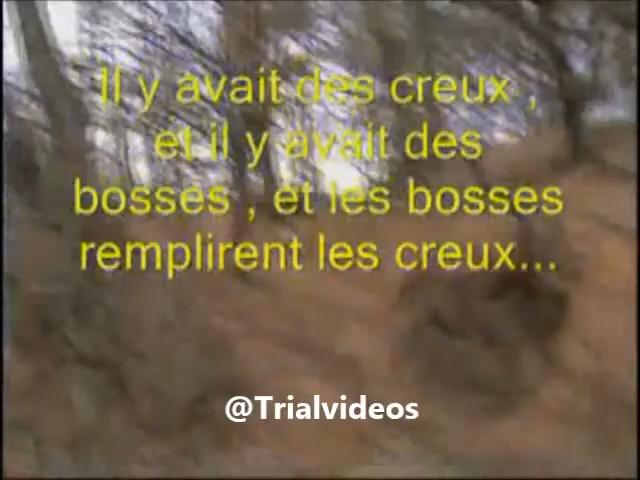 Il y avait des creux ,
et il y avait des
bosses , et les bosses
remplirent les creux...
@Trialvideos